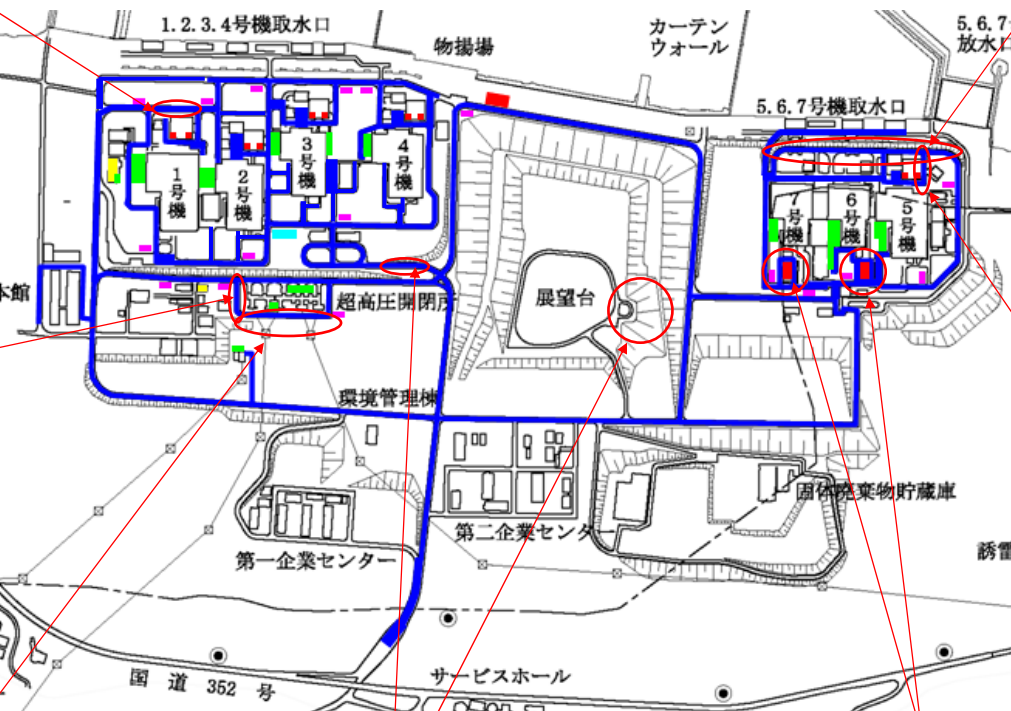 1.2.3.4号機取水口
物揚場
カーテン
ウォール
5.6.7
放水口
5.6.7号機取水口
1号機
2号機
3号機
4号機
7号機
6号機
5号機
本館
超高圧開閉所
展望台
環境管理棟
固体廃棄物貯蔵庫
第二企業センタ
第一企業センター
誘雷
サービスホール
国道352号